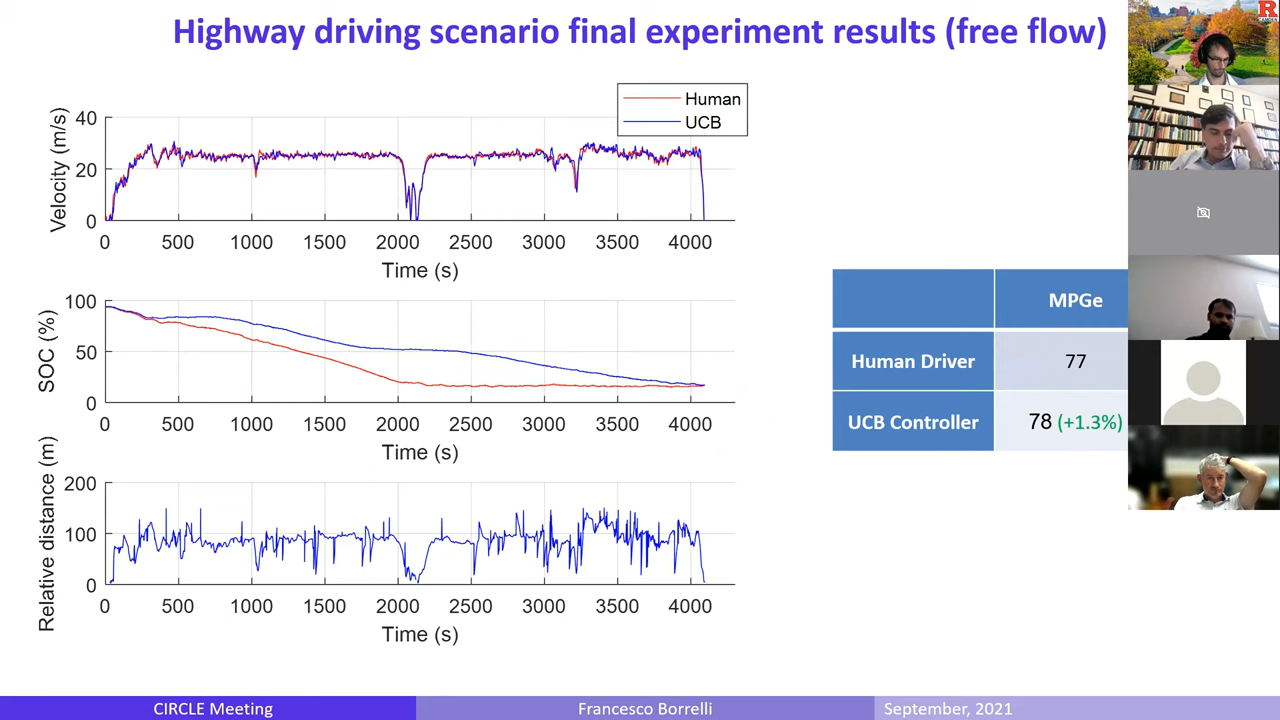 Highway driving scenario final experiment results (free flow)
R
CAMDEN
Human
UCB
Velocity (m/s)
40
20
0
0 500 1000 1500 2000 2500 3000 3500 4000
Time (s)
SOC (%)
100
50
0
0 500 1000 1500 2000 2500 3000 3500 4000
Time (s)
Relative distance (m)
200
100
0
0 500 1000 1500 2000 2500 3000 3500 4000
Time (s)
MPGe
Human Driver 77
UCB Controller 78 (+1.3%)
CIRCLE Meeting Francesco Borrelli September, 2021